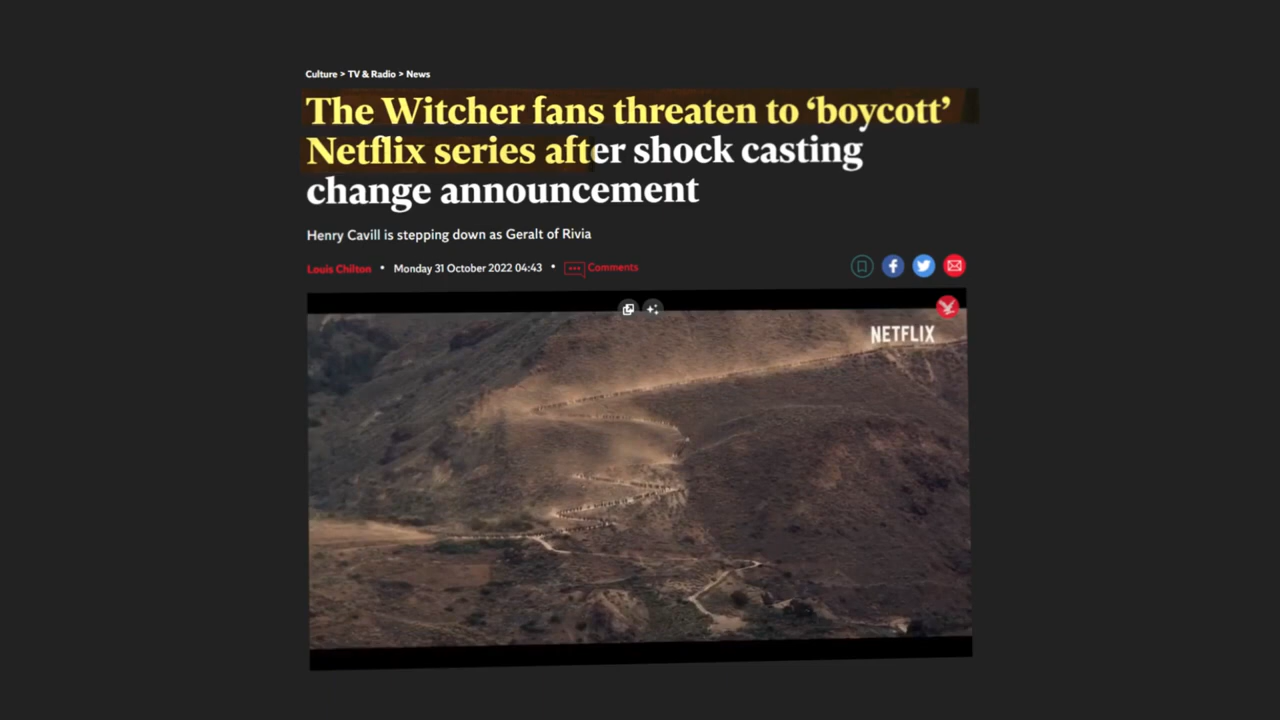 Culture > TV & Radio > News
The Witcher fans threaten to ‘boycott’
Netflix series after shock casting
change announcement
Henry Cavill is stepping down as Geralt of Rivia
Louis Chilton • Monday 31 October 2022 04:43 • Comments
NETFLIX